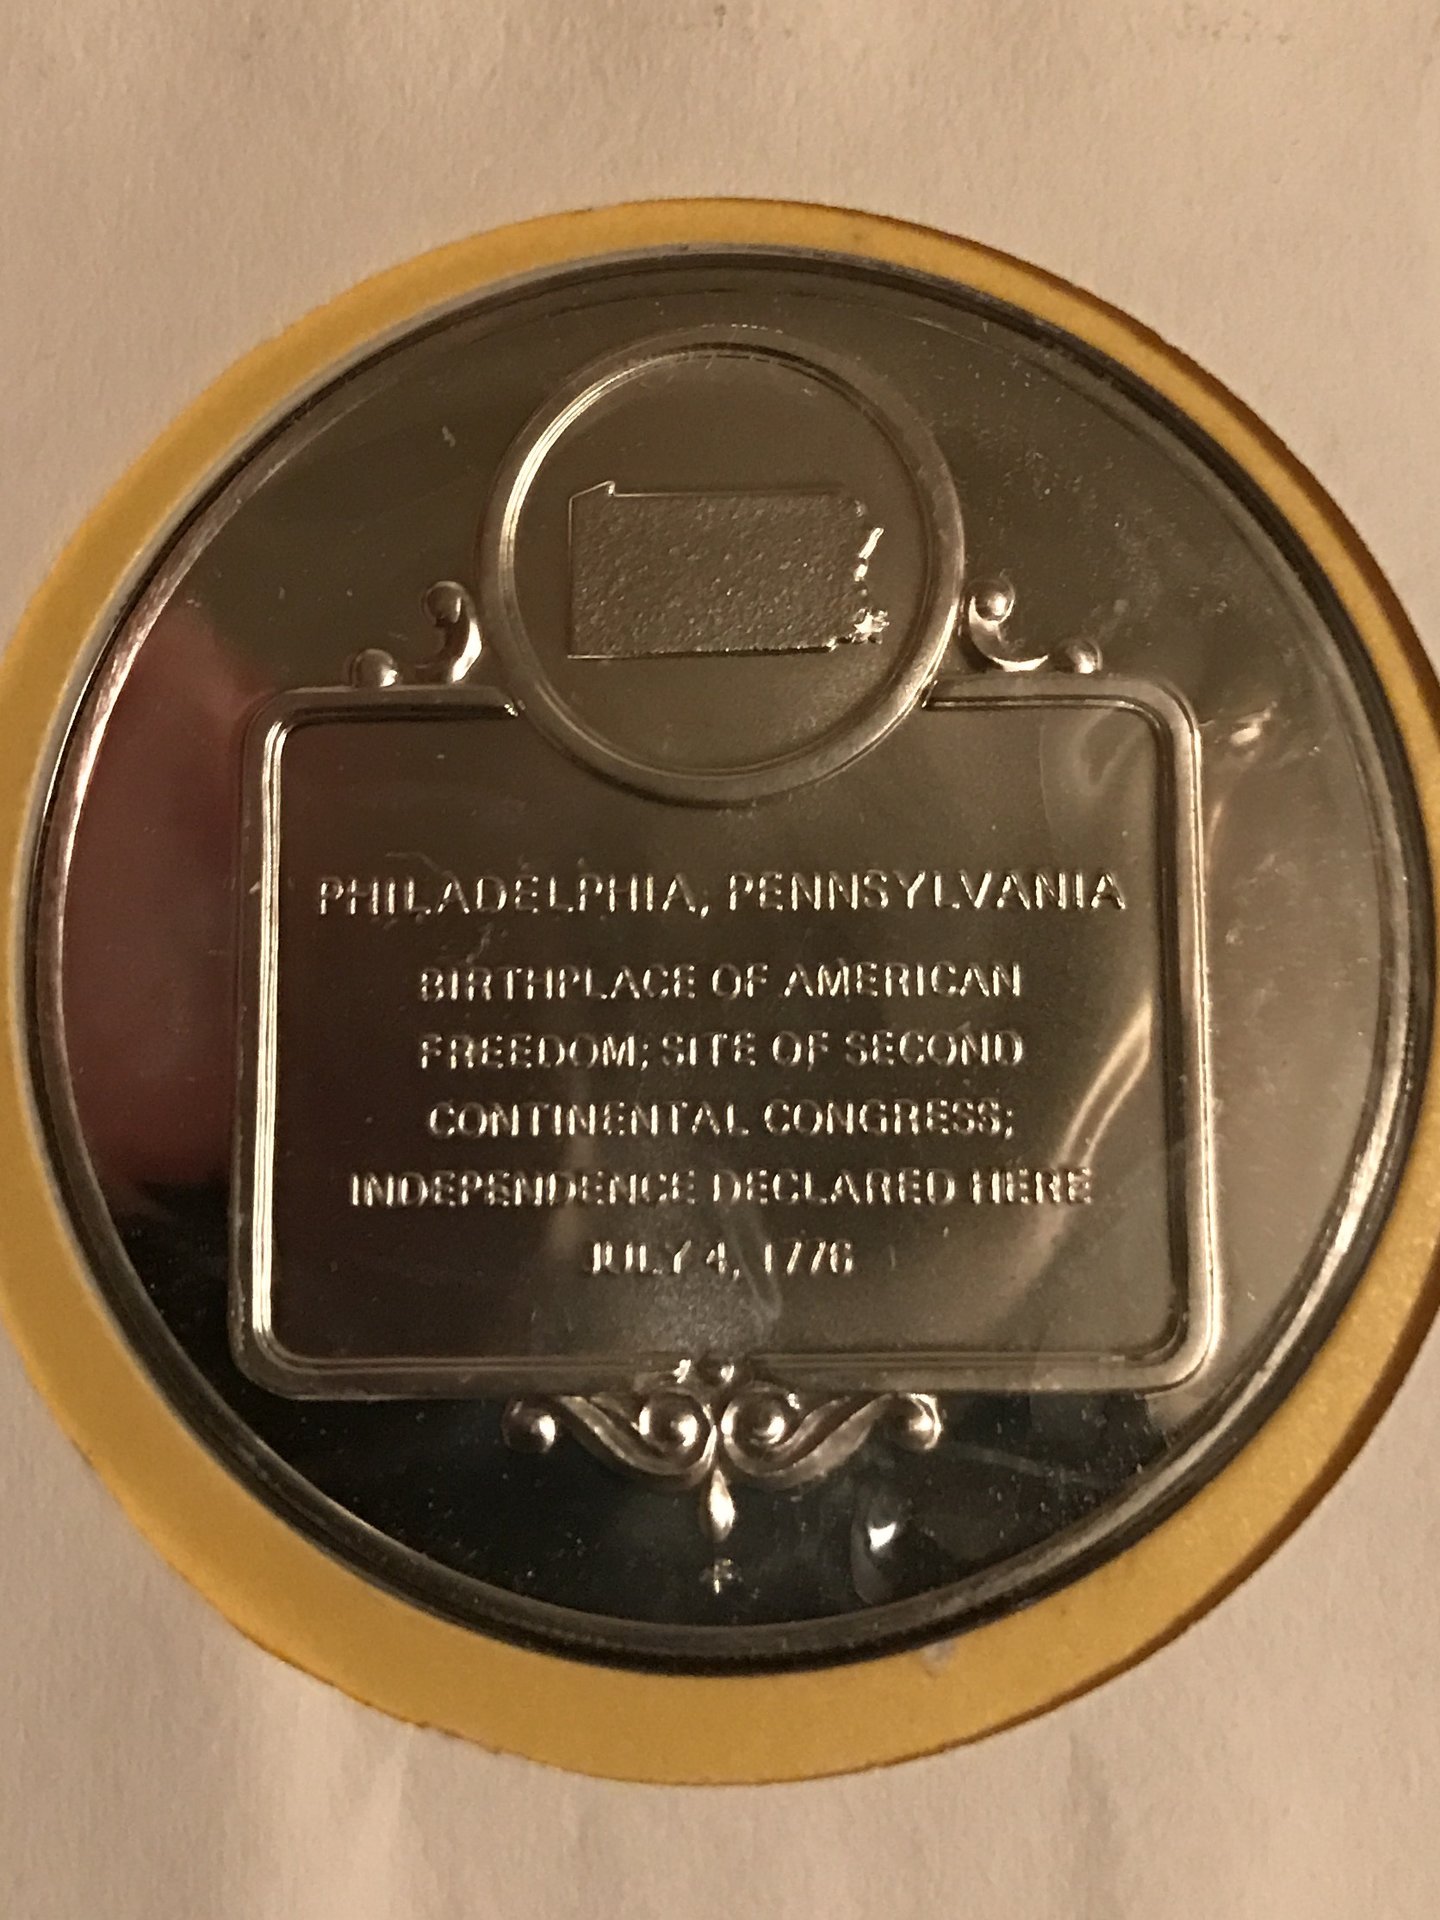 PHILADELPHIA, PENNSYLVANIA
BIRTHPLACE OF AMERICAN
FREEDOM; SITE OF SECOND
CONTINENTAL CONGRESS;
INDEPENDENCE DECLARED HERE
JULY 4, 1776